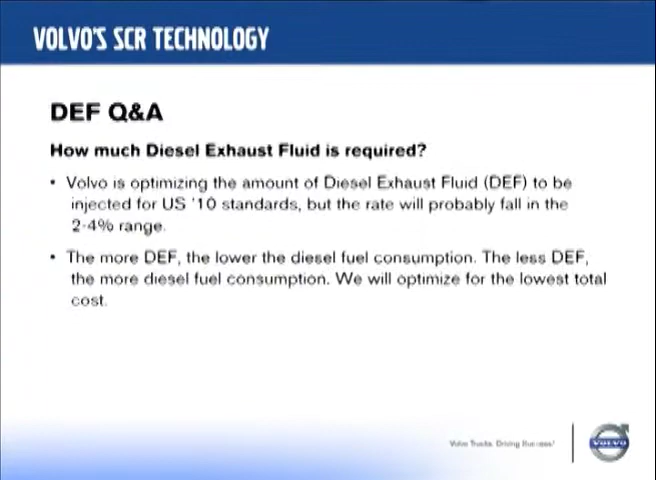 VOLVO'S SCR TECHNOLOGY
DEF Q&A
How much Diesel Exhaust Fluid is required?
• Volvo is optimizing the amount of Diesel Exhaust Fluid (DEF) to be
injected for US '10 standards, but the rate will probably fall in the
2-4% range.
• The more DEF, the lower the diesel fuel consumption. The less DEF,
the more diesel fuel consumption. We will optimize for the lowest total
cost.
Volvo Trucks. Driving
VOLVO